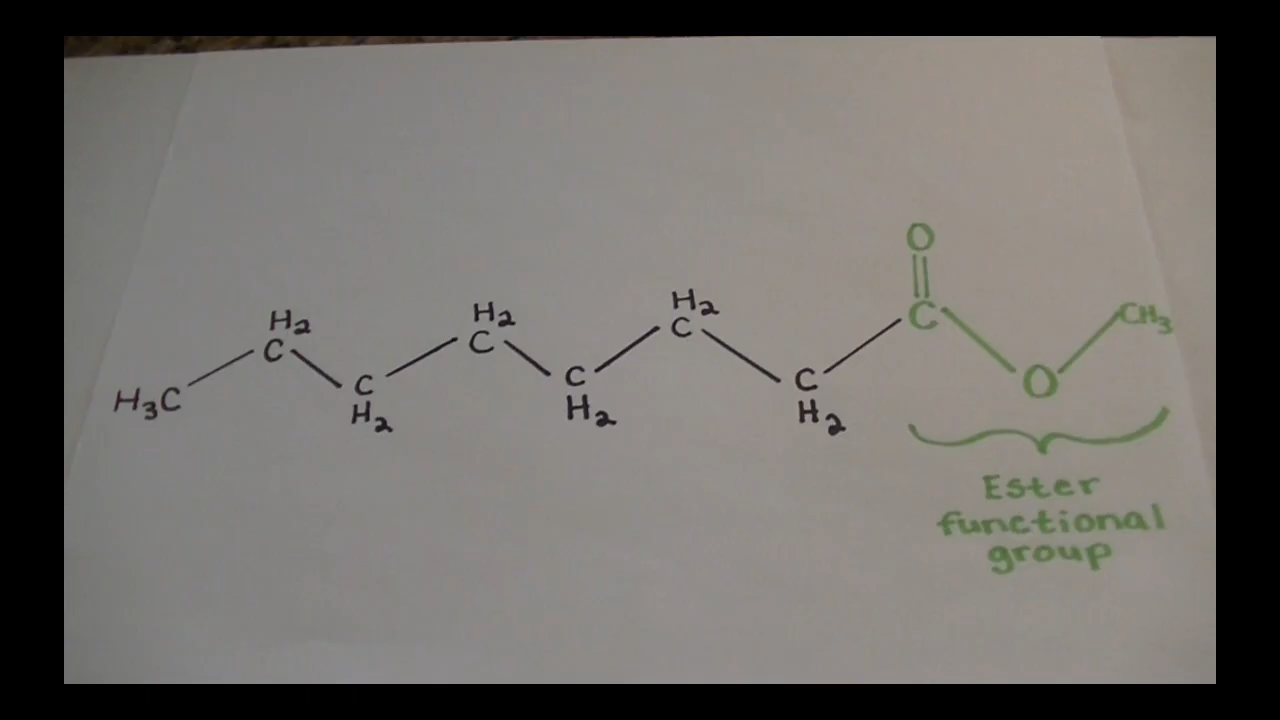 O
H₂ H₂ H₂
H₃C C C C C C C C O CH₃
H₂ H₂ H₂
Ester
functional
group